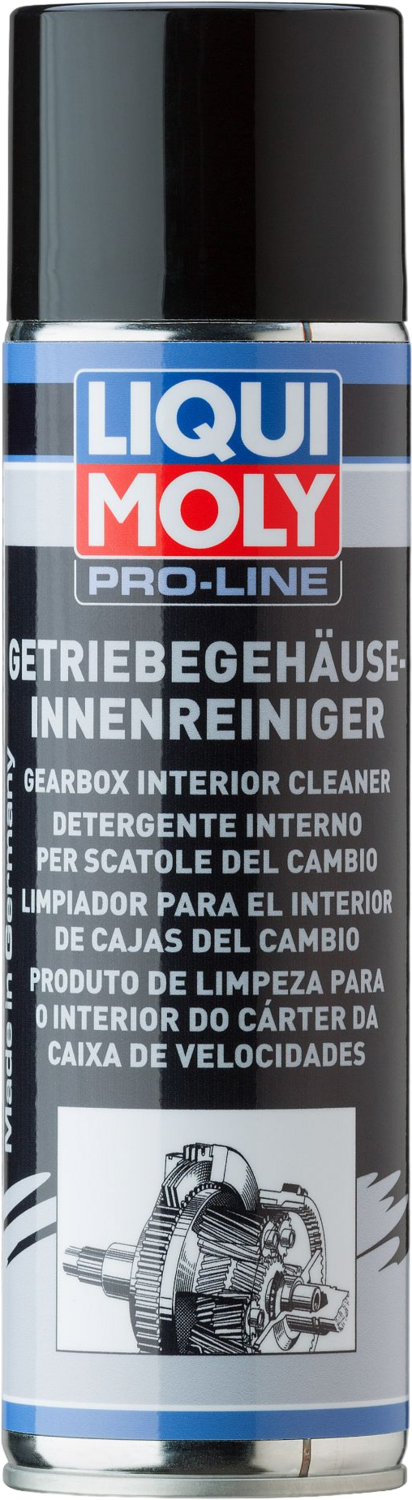 LIQUI
MOLY
PRO-LINE
GETRIEBEGEHÄUSE-
INNENREINIGER
GEARBOX INTERIOR CLEANER
DETERGENTE INTERNO
PER SCATOLE DEL CAMBIO
LIMPIADOR PARA EL INTERIOR
DE CAJAS DEL CAMBIO
PRODUTO DE LIMPEZA PARA
O INTERIOR DO CÁRTER DA
CAIXA DE VELOCIDADES
Made in Germany